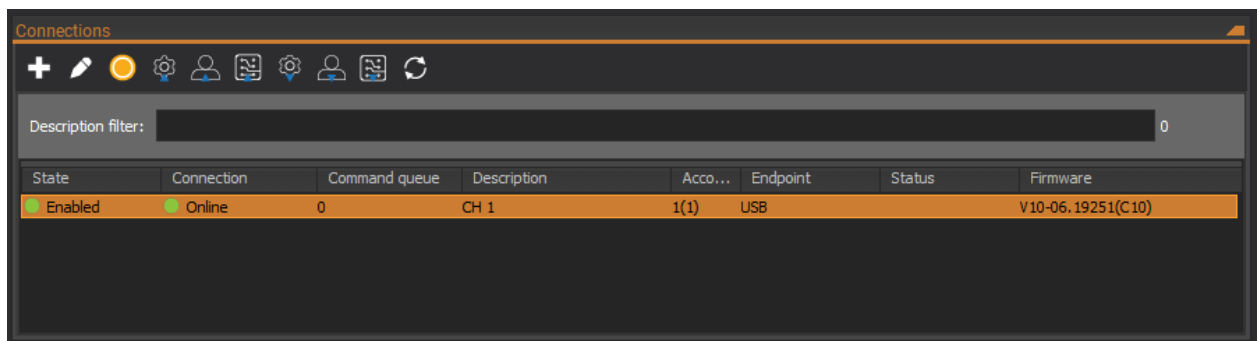 Connections
Description filter: 0
State Connection Command queue Description Acco... Endpoint Status Firmware
Enabled Online 0 CH 1 1(1) USB V10-06.19251(C10)